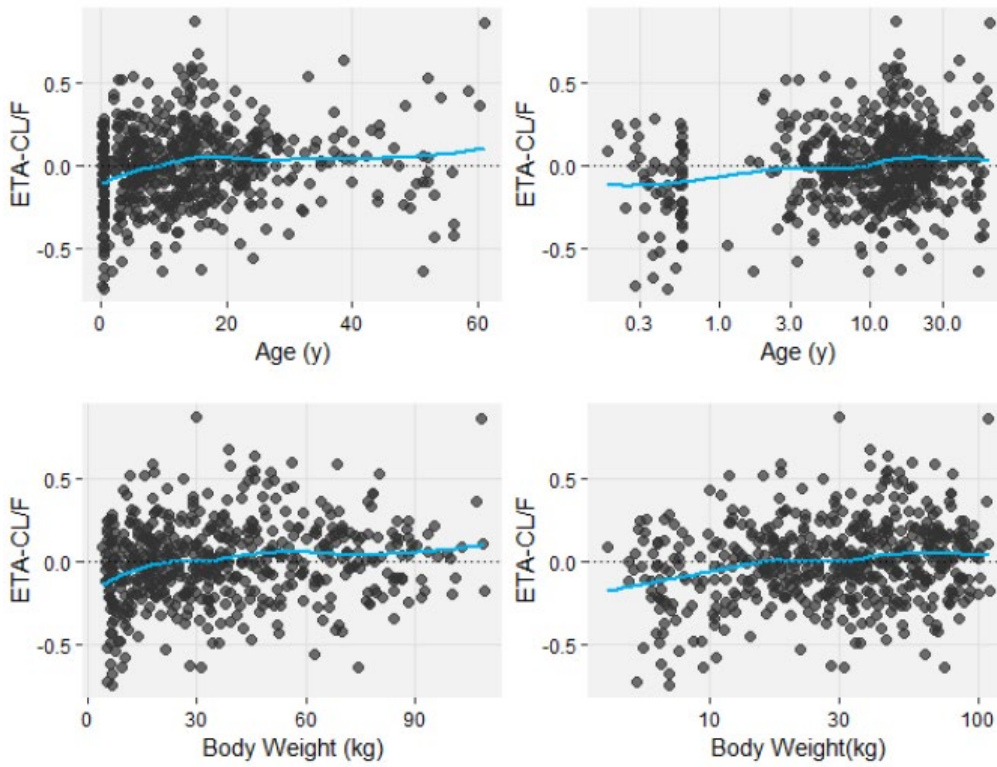 ETA-CL/F
0.5
0.0
-0.5
0 20 40 60
Age (y)
ETA-CL/F
0.5
0.0
-0.5
0.3 1.0 3.0 10.0 30.0
Age (y)
ETA-CL/F
0.5
0.0
-0.5
0 30 60 90
Body Weight (kg)
ETA-CL/F
0.5
0.0
-0.5
10 30 100
Body Weight(kg)